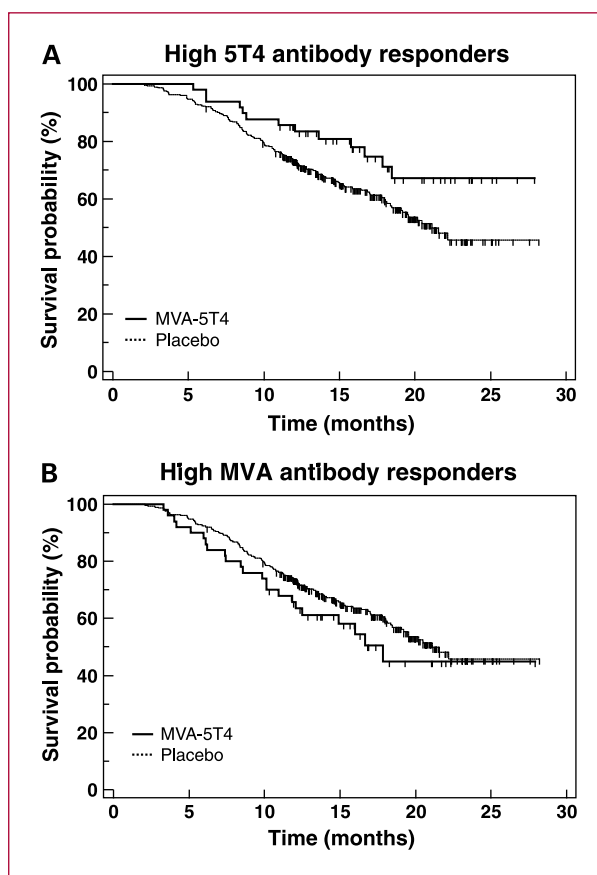 A High 5T4 antibody responders
Survival probability (%)
100
80
60
40
20
0
MVA-5T4
Placebo
0 5 10 15 20 25 30
Time (months)
B High MVA antibody responders
Survival probability (%)
100
80
60
40
20
0
MVA-5T4
Placebo
0 5 10 15 20 25 30
Time (months)